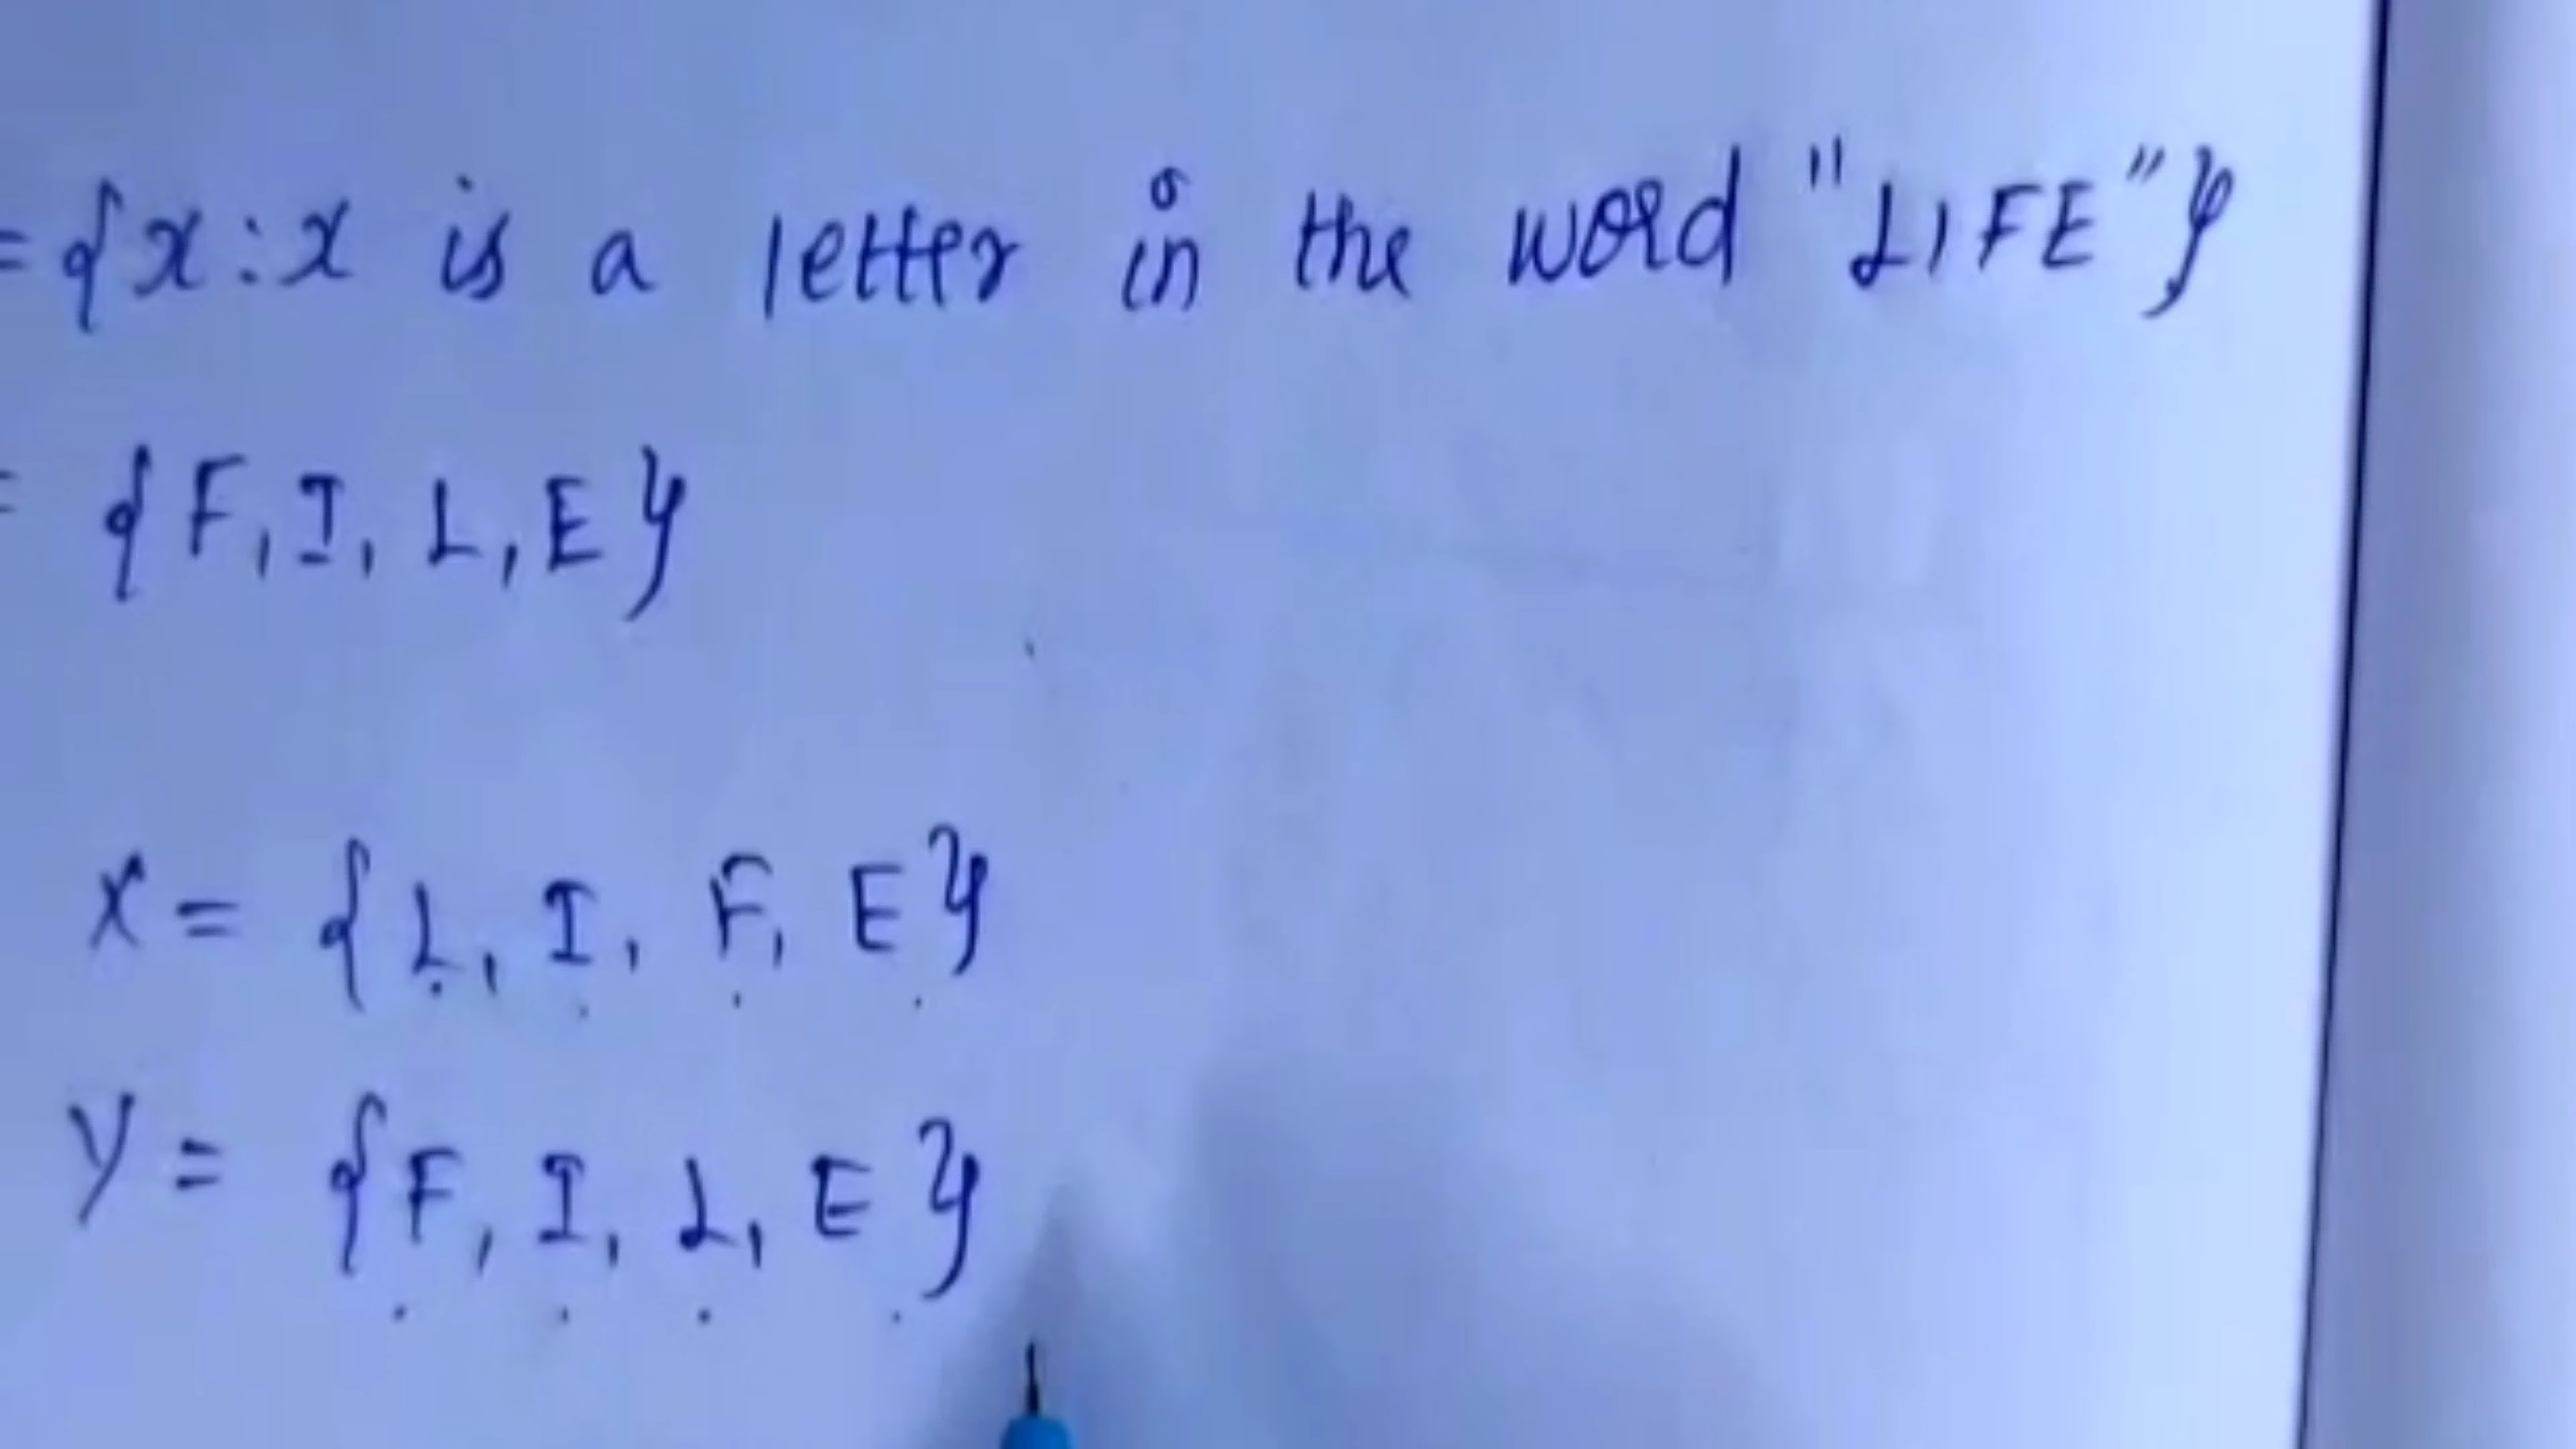 = {x : x is a letter in the word "LIFE"}
= {F, I, L, E}
X = {L, I, F, E}
Y = {F, I, L, E}